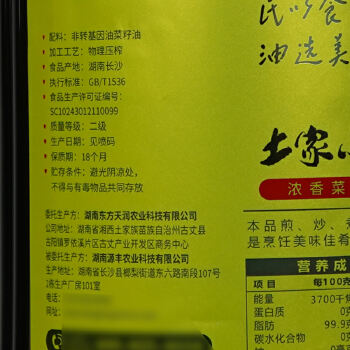 民以食
油选美
配料：非转基因油菜籽油
加工工艺：物理压榨
食品产地：湖南长沙
执行标准：GB/T1536
食品生产许可证编号：
SC10243012110099
质量等级：二级
生产日期：见喷码
保质期：18个月
贮存条件：避光阴凉处，
不得与有毒物品共同存放
土家
浓香菜
委托生产方：湖南东方天润农业科技有限公司
公司地址：湖南省湘西土家族苗族自治州古丈县
古阳镇罗依溪片区古丈产业开发区商务中心
被委托生产方：湖南源丰农业科技有限公司
生产地址：湖南省长沙县榔梨街道东六路南段107号
1栋生产厂房101室
电话：
网址：
本品煎、炒、
是烹饪美味佳肴
营养成
项目 每100克
能量 3700千焦
蛋白质 0克
脂肪 99.9
碳水化合物 0